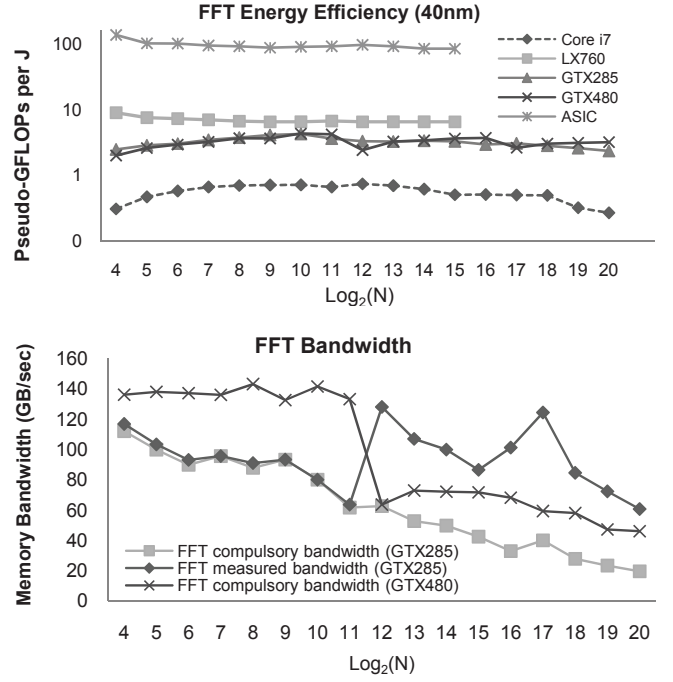 FFT Energy Efficiency (40nm)
Pseudo-GFLOPs per J
100
10
1
0
Core i7
LX760
GTX285
GTX480
ASIC
4 5 6 7 8 9 10 11 12 13 14 15 16 17 18 19 20
Log2(N)
FFT Bandwidth
Memory Bandwidth (GB/sec)
160
140
120
100
80
60
40
20
0
FFT compulsory bandwidth (GTX285)
FFT measured bandwidth (GTX285)
FFT compulsory bandwidth (GTX480)
4 5 6 7 8 9 10 11 12 13 14 15 16 17 18 19 20
Log2(N)